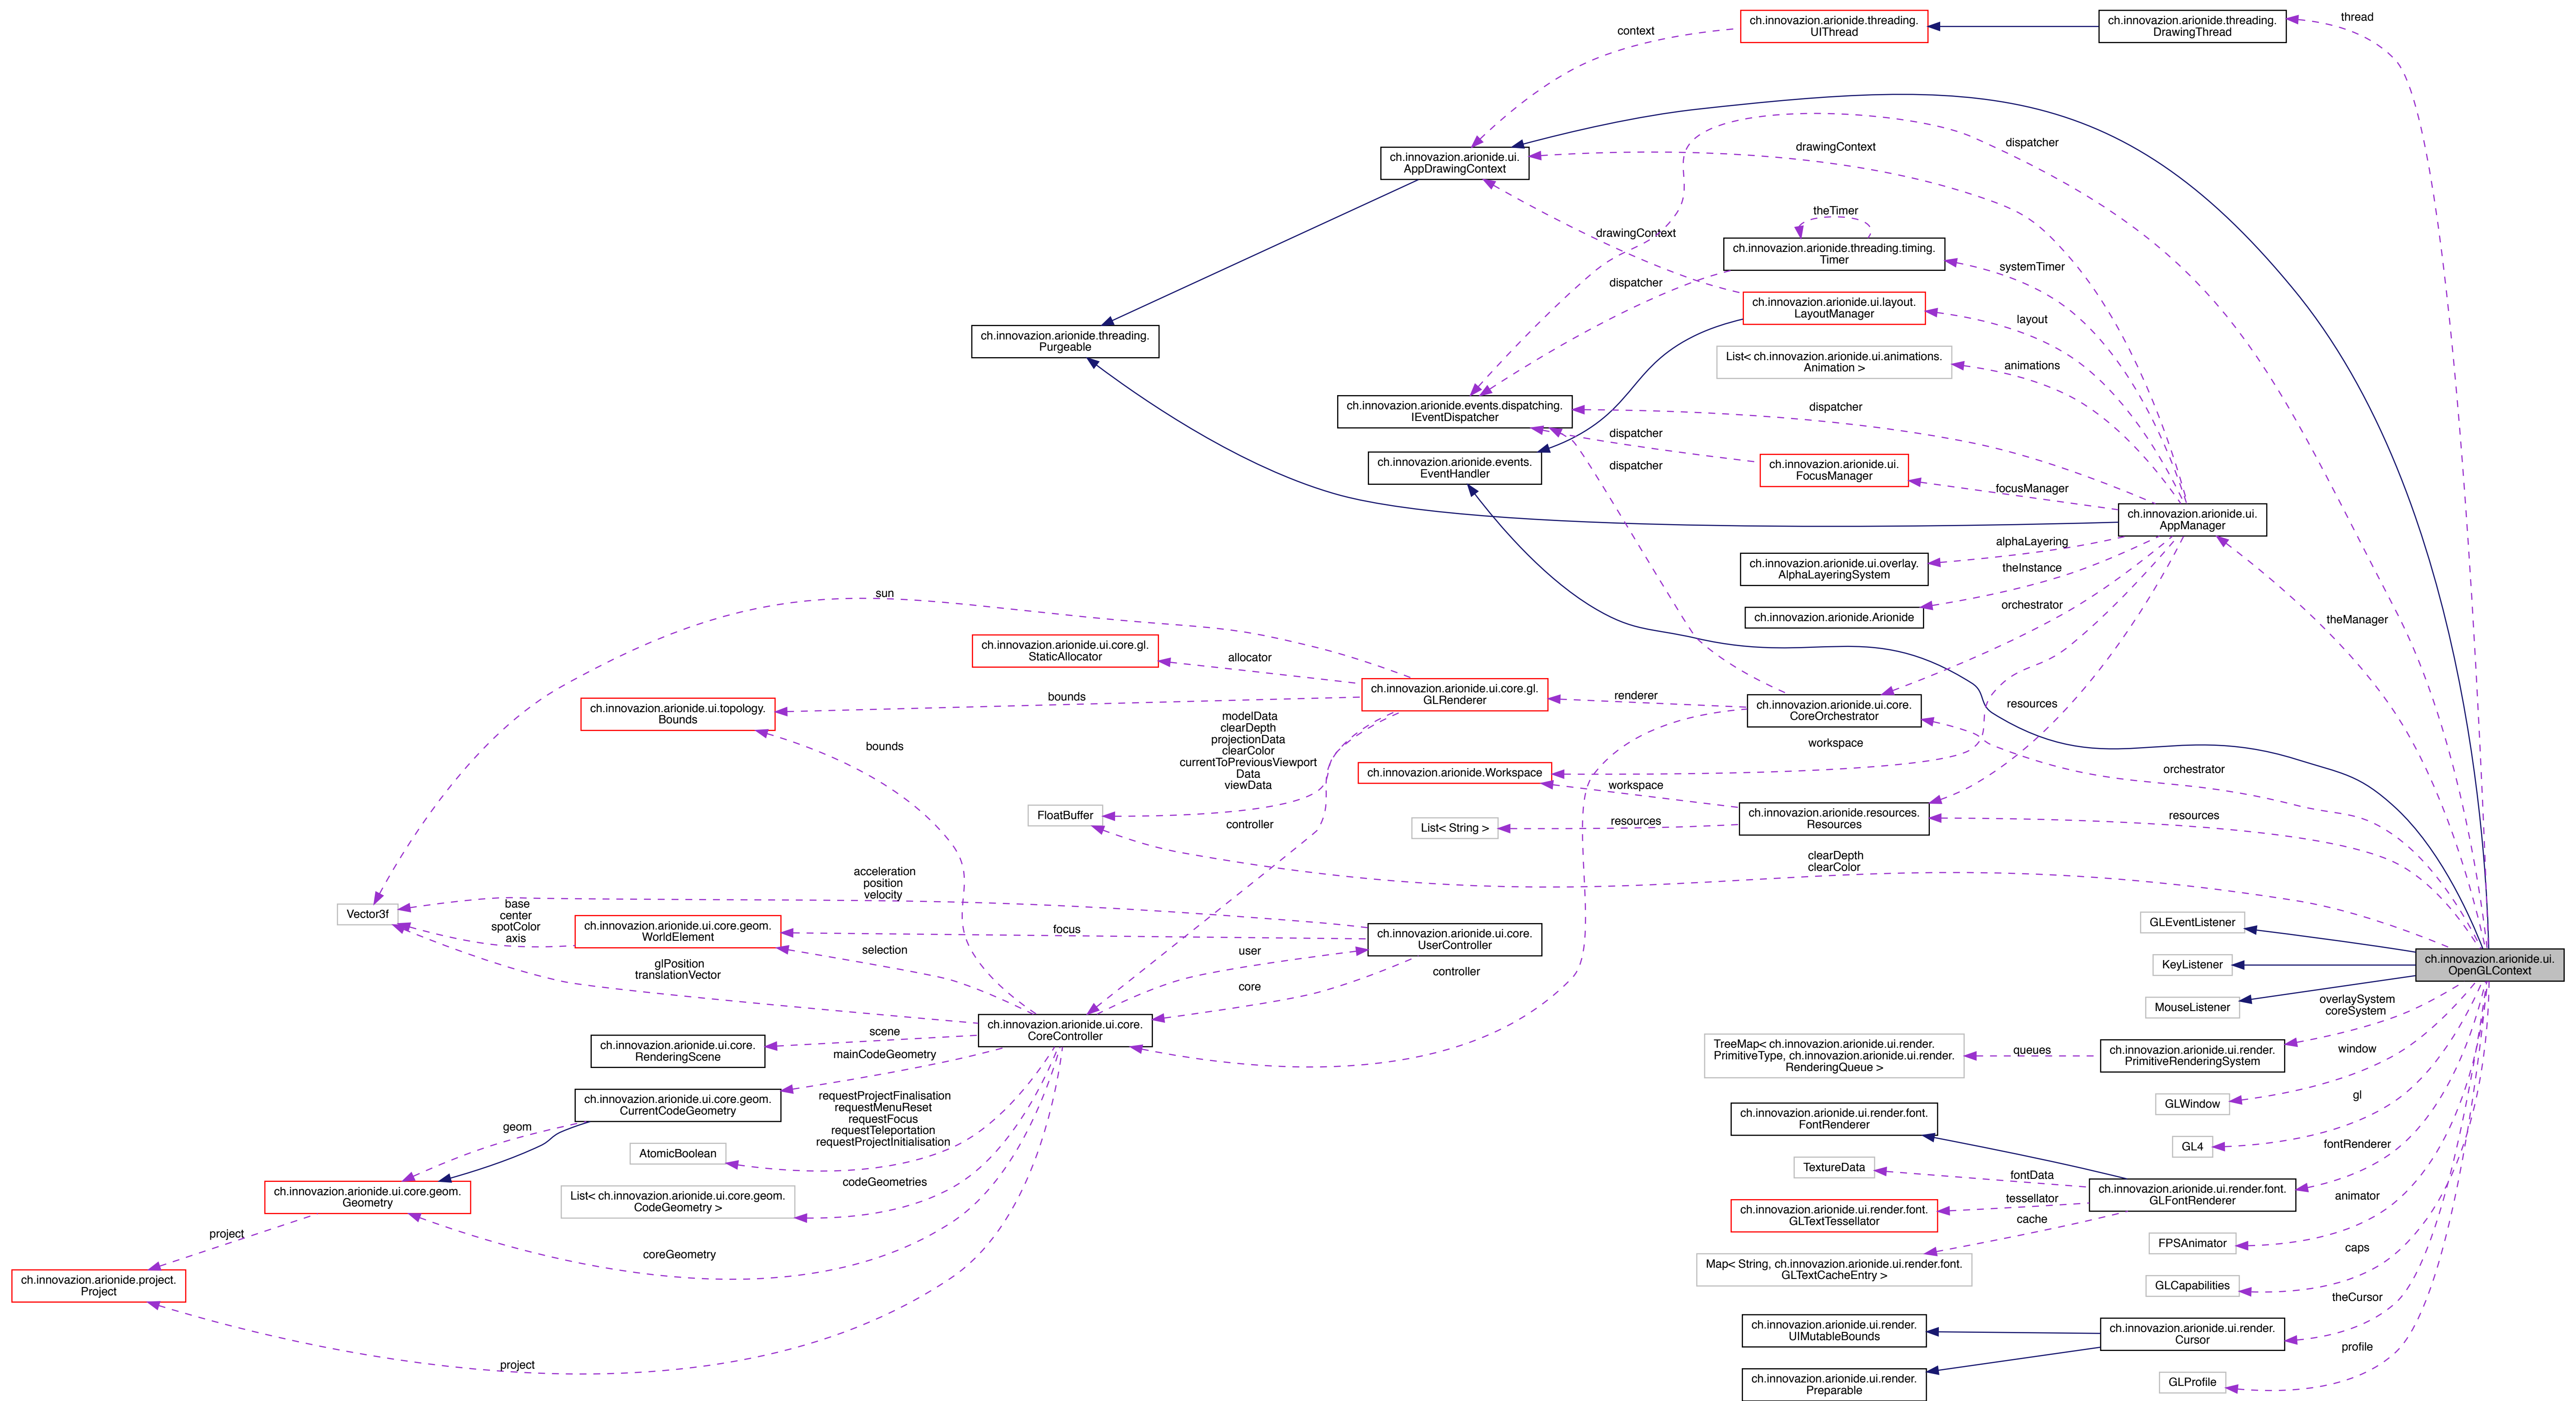 ch.innovazion.arionide.threading.
UIThread
ch.innovazion.arionide.threading.
DrawingThread
thread
context
ch.innovazion.arionide.ui.
AppDrawingContext
drawingContext
dispatcher
theTimer
drawingContext
ch.innovazion.arionide.threading.timing.
Timer
systemTimer
dispatcher
ch.innovazion.arionide.ui.layout.
LayoutManager
layout
ch.innovazion.arionide.threading.
Purgeable
List< ch.innovazion.arionide.ui.animations.
Animation >
animations
ch.innovazion.arionide.events.dispatching.
IEventDispatcher
dispatcher
dispatcher
ch.innovazion.arionide.events.
EventHandler
dispatcher
ch.innovazion.arionide.ui.
FocusManager
focusManager
ch.innovazion.arionide.ui.
AppManager
alphaLayering
ch.innovazion.arionide.ui.overlay.
AlphaLayeringSystem
theInstance
ch.innovazion.arionide.Arionide
orchestrator
theManager
sun
ch.innovazion.arionide.ui.core.gl.
StaticAllocator
allocator
ch.innovazion.arionide.ui.topology.
Bounds
bounds
ch.innovazion.arionide.ui.core.gl.
GLRenderer
renderer
ch.innovazion.arionide.ui.core.
CoreOrchestrator
resources
modelData
clearDepth
projectionData
clearColor
currentToPreviousViewport
Data
viewData
bounds
workspace
ch.innovazion.arionide.Workspace
workspace
orchestrator
FloatBuffer
controller
List< String >
resources
ch.innovazion.arionide.resources.
Resources
resources
clearDepth
clearColor
acceleration
position
velocity
Vector3f
base
center
spotColor
axis
ch.innovazion.arionide.ui.core.geom.
WorldElement
focus
ch.innovazion.arionide.ui.core.
UserController
selection
user
controller
glPosition
translationVector
core
GLEventListener
KeyListener
MouseListener
ch.innovazion.arionide.ui.
OpenGLContext
ch.innovazion.arionide.ui.core.
CoreController
scene
ch.innovazion.arionide.ui.core.
RenderingScene
mainCodeGeometry
overlaySystem
coreSystem
TreeMap< ch.innovazion.arionide.ui.render.
PrimitiveType, ch.innovazion.arionide.ui.render.
RenderingQueue >
queues
ch.innovazion.arionide.ui.render.
PrimitiveRenderingSystem
window
ch.innovazion.arionide.ui.core.geom.
CurrentCodeGeometry
requestProjectFinalisation
requestMenuReset
requestFocus
requestTeleportation
requestProjectInitialisation
GLWindow
gl
ch.innovazion.arionide.ui.render.font.
FontRenderer
geom
AtomicBoolean
GL4
fontRenderer
TextureData
fontData
ch.innovazion.arionide.ui.render.font.
GLFontRenderer
codeGeometries
ch.innovazion.arionide.ui.core.geom.
Geometry
List< ch.innovazion.arionide.ui.core.geom.
CodeGeometry >
tessellator
ch.innovazion.arionide.ui.render.font.
GLTextTessellator
cache
animator
project
coreGeometry
FPSAnimator
caps
Map< String, ch.innovazion.arionide.ui.render.font.
GLTextCacheEntry >
ch.innovazion.arionide.project.
Project
GLCapabilities
theCursor
ch.innovazion.arionide.ui.render.
UIMutableBounds
ch.innovazion.arionide.ui.render.
Cursor
profile
project
ch.innovazion.arionide.ui.render.
Preparable
GLProfile